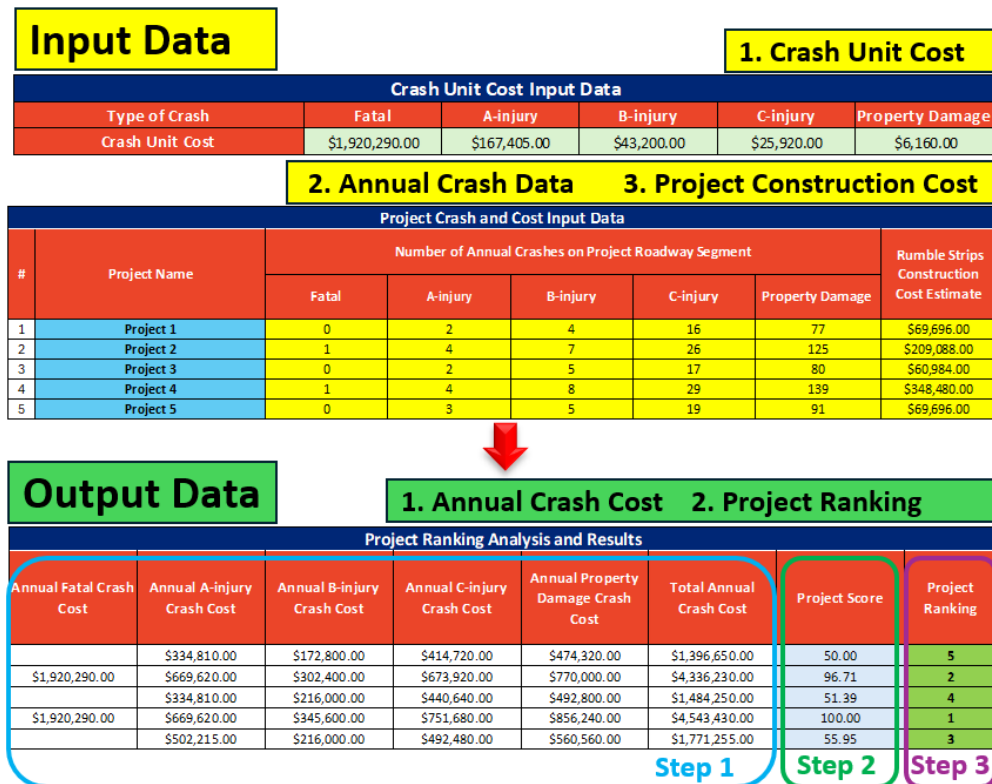 Input Data
1. Crash Unit Cost
Crash Unit Cost Input Data
Type of Crash Fatal A-injury B-injury C-injury Property Damage
Crash Unit Cost $1,920,290.00 $167,405.00 $43,200.00 $25,920.00 $6,160.00
2. Annual Crash Data 3. Project Construction Cost
Project Crash and Cost Input Data
# Project Name Number of Annual Crashes on Project Roadway Segment Rumble Strips
Construction
Cost Estimate
Fatal A-injury B-injury C-injury Property Damage
1 Project 1 0 2 4 16 77 $69,696.00
2 Project 2 1 4 7 26 125 $209,088.00
3 Project 3 0 2 5 17 80 $60,984.00
4 Project 4 1 4 8 29 139 $348,480.00
5 Project 5 0 3 5 19 91 $69,696.00
Output Data
1. Annual Crash Cost 2. Project Ranking
Project Ranking Analysis and Results
Annual Fatal Crash
Cost
Annual A-injury
Crash Cost
Annual B-injury
Crash Cost
Annual C-injury
Crash Cost
Annual Property
Damage Crash
Cost
Total Annual
Crash Cost
Project Score
Project
Ranking
$334,810.00 $172,800.00 $414,720.00 $474,320.00 $1,396,650.00 50.00 5
$1,920,290.00 $669,620.00 $302,400.00 $673,920.00 $770,000.00 $4,336,230.00 96.71 2
$334,810.00 $216,000.00 $440,640.00 $492,800.00 $1,484,250.00 51.39 4
$1,920,290.00 $669,620.00 $345,600.00 $751,680.00 $856,240.00 $4,543,430.00 100.00 1
$502,215.00 $216,000.00 $492,480.00 $560,560.00 $1,771,255.00 55.95 3
Step 1 Step 2 Step 3